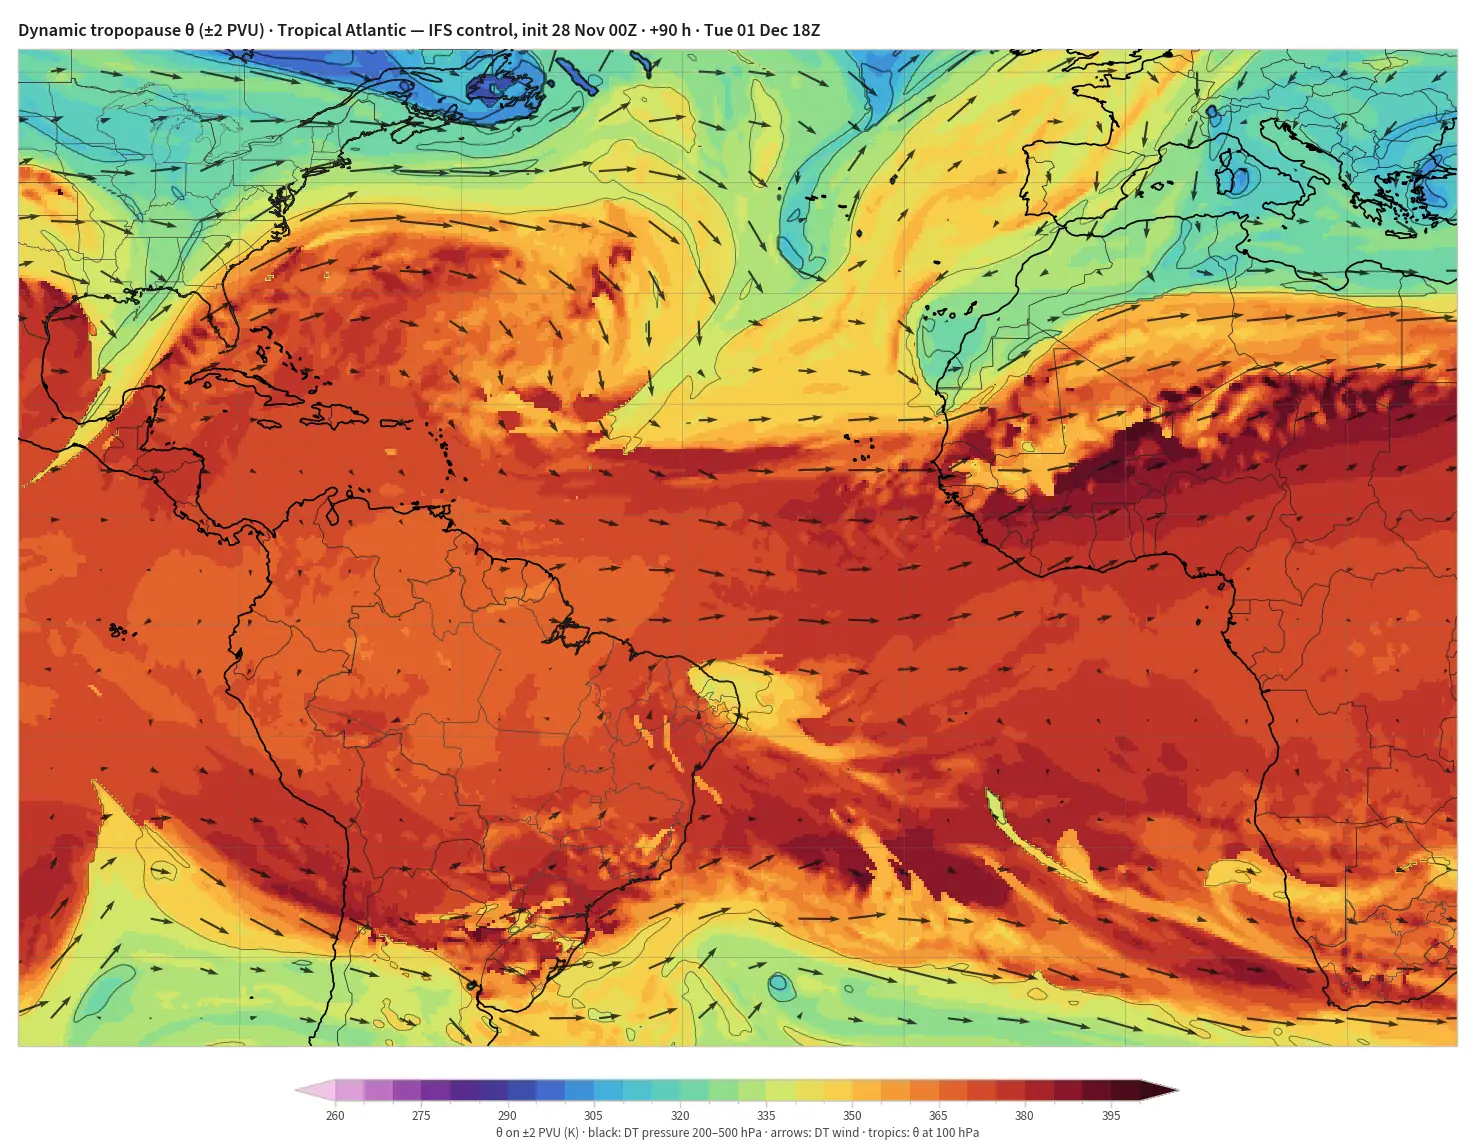 Dynamic tropopause θ (±2 PVU) · Tropical Atlantic — IFS control, init 28 Nov 00Z · +90 h · Tue 01 Dec 18Z
260 275 290 305 320 335 350 365 380 395
θ on ±2 PVU (K) · black: DT pressure 200–500 hPa · arrows: DT wind · tropics: θ at 100 hPa